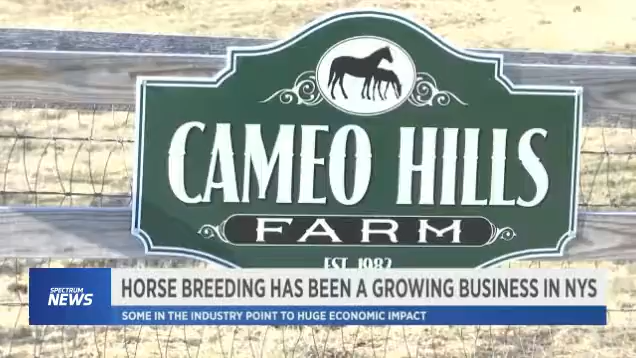 CAMEO HILLS
FARM
EST. 1982
SPECTRUM
NEWS
HORSE BREEDING HAS BEEN A GROWING BUSINESS IN NYS
SOME IN THE INDUSTRY POINT TO HUGE ECONOMIC IMPACT